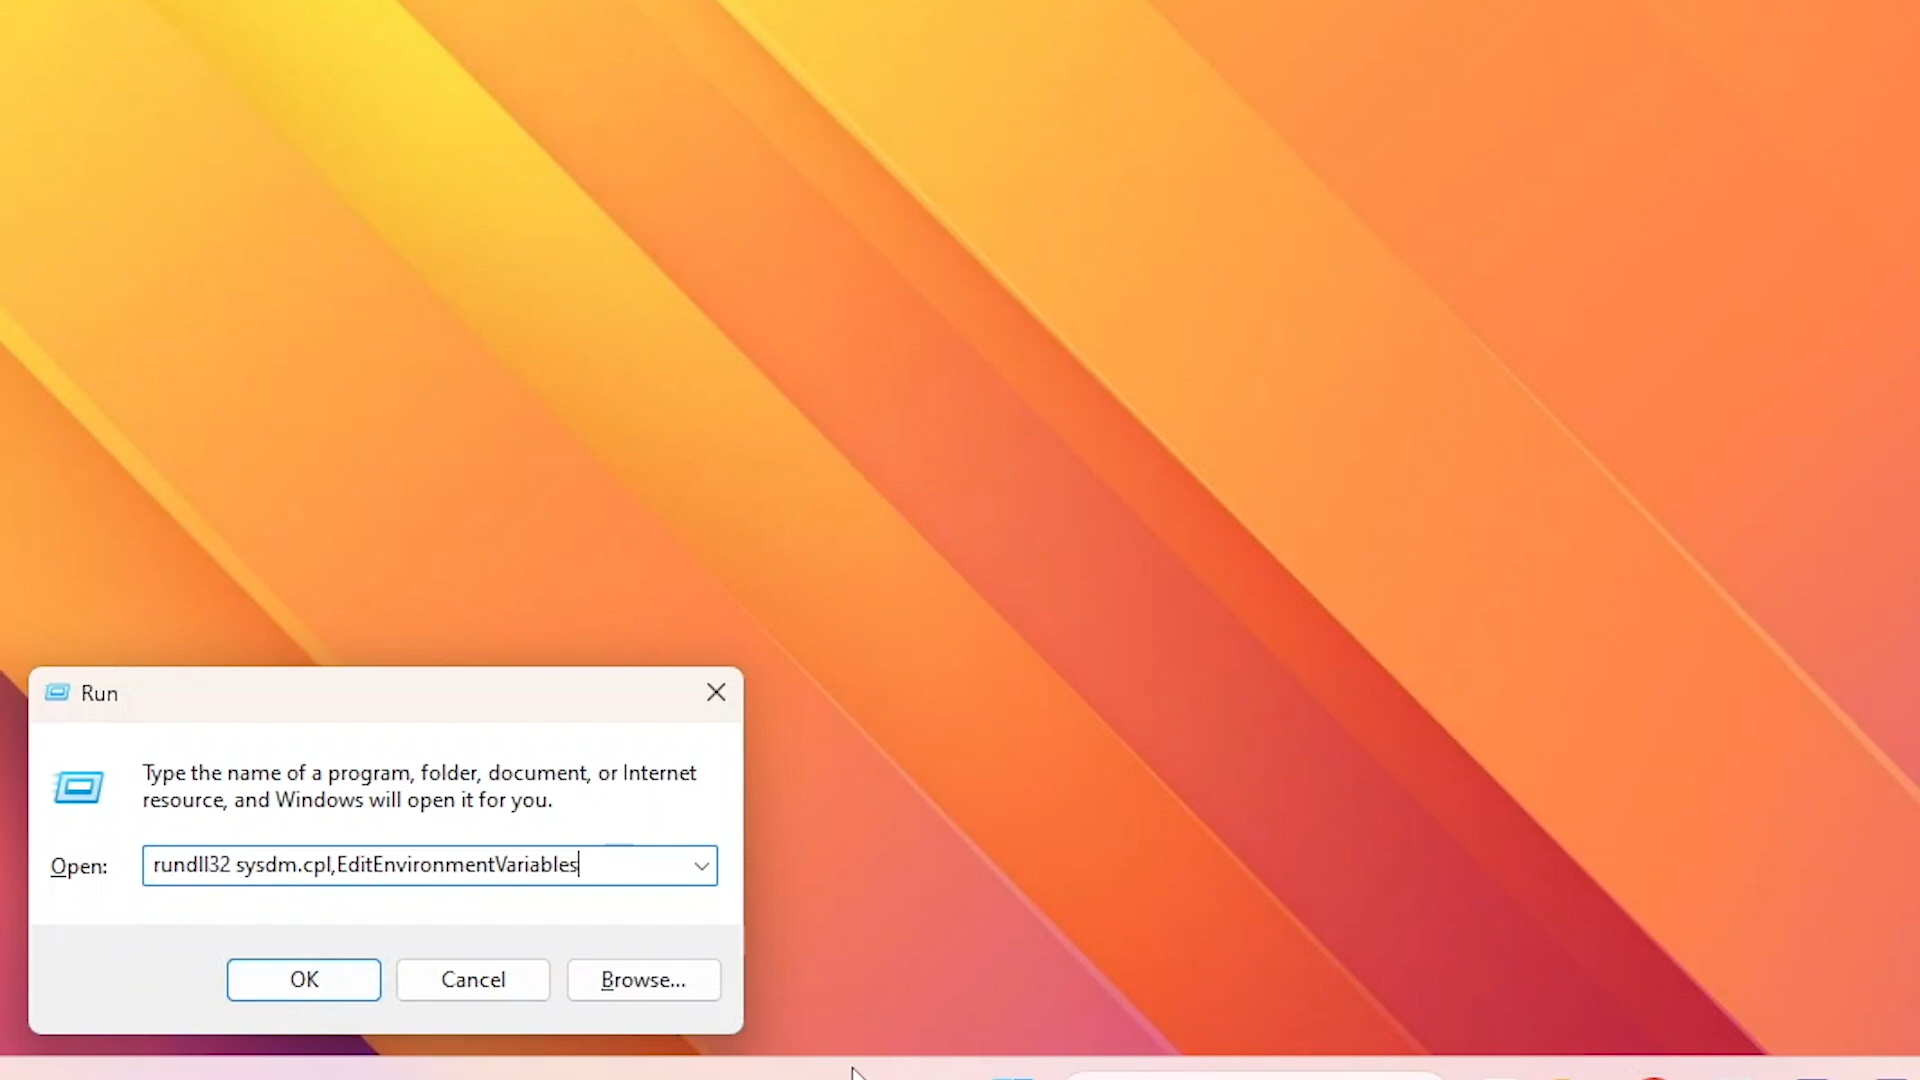 Run
Type the name of a program, folder, document, or Internet
resource, and Windows will open it for you.
Open: rundll32 sysdm.cpl,EditEnvironmentVariables
OK Cancel Browse...